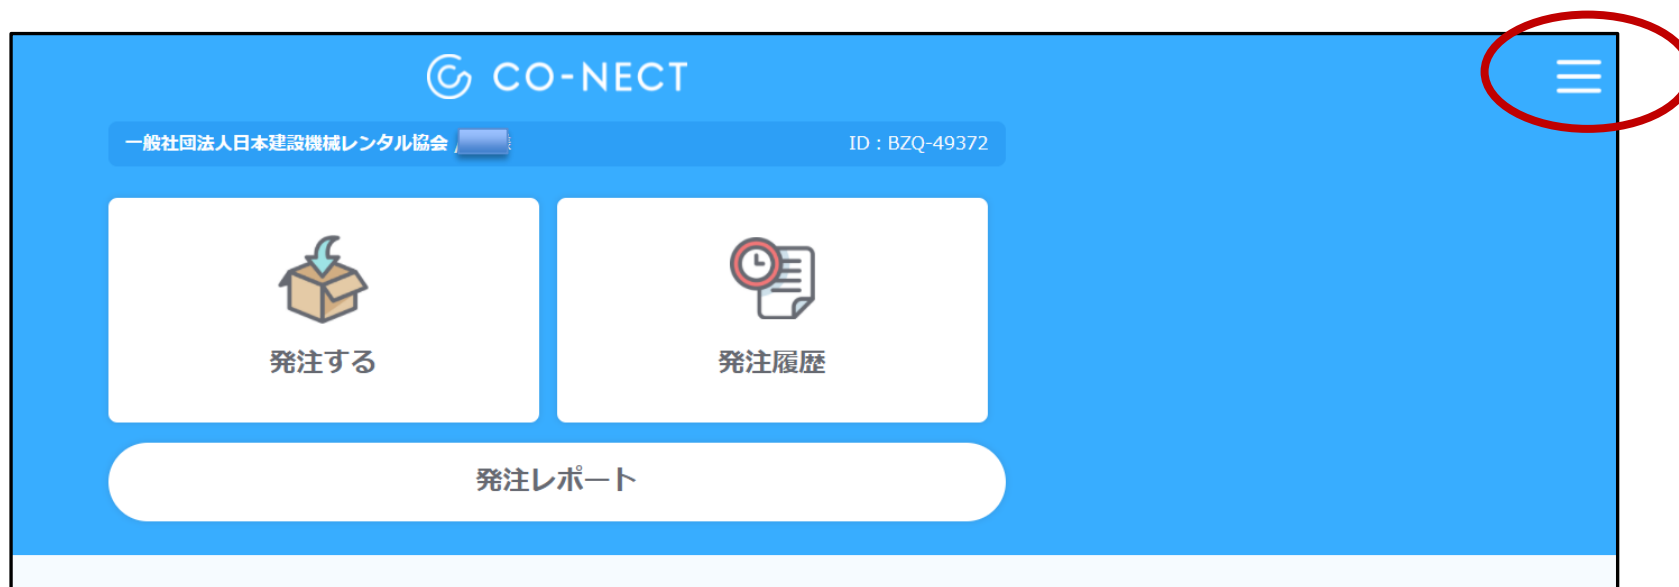 CO-NECT
一般社団法人日本建設機械レンタル協会 /
ID：BZQ-49372
発注する
発注履歴
発注レポート